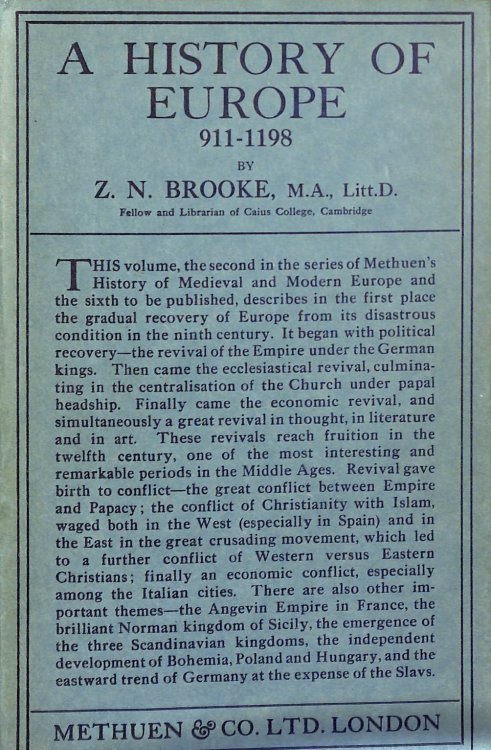 A HISTORY OF
EUROPE
911-1198
BY
Z. N. BROOKE, M.A., Litt.D.
Fellow and Librarian of Caius College, Cambridge
THIS volume, the second in the series of Methuen's
History of Medieval and Modern Europe and
the sixth to be published, describes in the first place
the gradual recovery of Europe from its disastrous
condition in the ninth century. It began with political
recovery—the revival of the Empire under the German
kings. Then came the ecclesiastical revival, culmina-
ting in the centralisation of the Church under papal
headship. Finally came the economic revival, and
simultaneously a great revival in thought, in literature
and in art. These revivals reach fruition in the
twelfth century, one of the most interesting and
remarkable periods in the Middle Ages. Revival gave
birth to conflict—the great conflict between Empire
and Papacy; the conflict of Christianity with Islam,
waged both in the West (especially in Spain) and in
the East in the great crusading movement, which led
to a further conflict of Western versus Eastern
Christians; finally an economic conflict, especially
among the Italian cities. There are also other im-
portant themes—the Angevin Empire in France, the
brilliant Norman kingdom of Sicily, the emergence of
the three Scandinavian kingdoms, the independent
development of Bohemia, Poland and Hungary, and the
eastward trend of Germany at the expense of the Slavs.
METHUEN & CO. LTD. LONDON